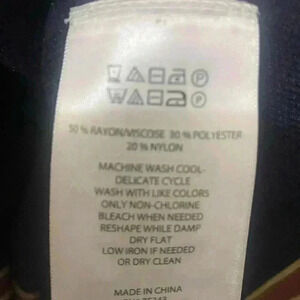 50 % RAYON/VISCOSE 30 % POLYESTER
20 % NYLON
MACHINE WASH COOL-
DELICATE CYCLE
WASH WITH LIKE COLORS
ONLY NON-CHLORINE
BLEACH WHEN NEEDED
RESHAPE WHILE DAMP
DRY FLAT
LOW IRON IF NEEDED
OR DRY CLEAN
MADE IN CHINA